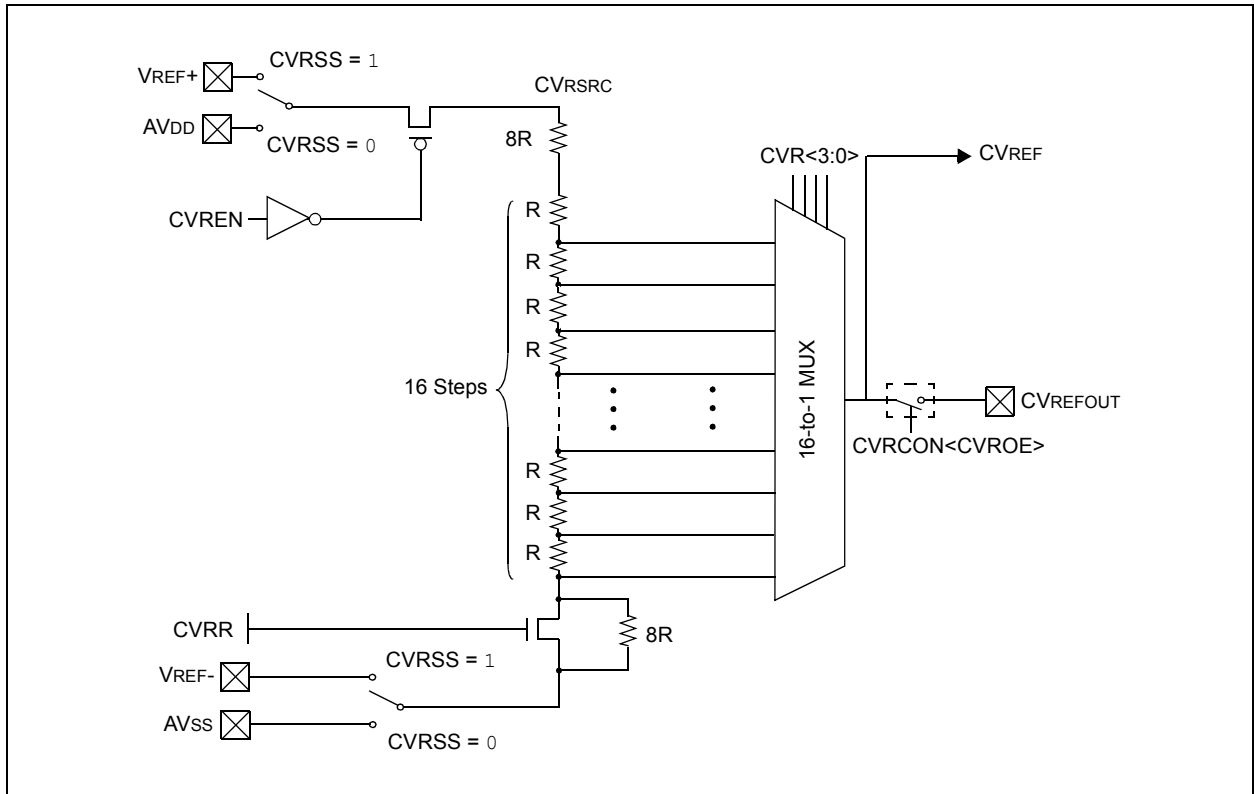 CVRSS = 1
VREF+
CVRSRC
AVDD
8R
CVRSS = 0
CVR<3:0>
CVREF
CVREN
R
R
R
R
16 Steps
16-to-1 MUX
CVREFOUT
CVRCON<CVROE>
R
R
R
CVRR
8R
CVRSS = 1
VREF-
AVSS
CVRSS = 0